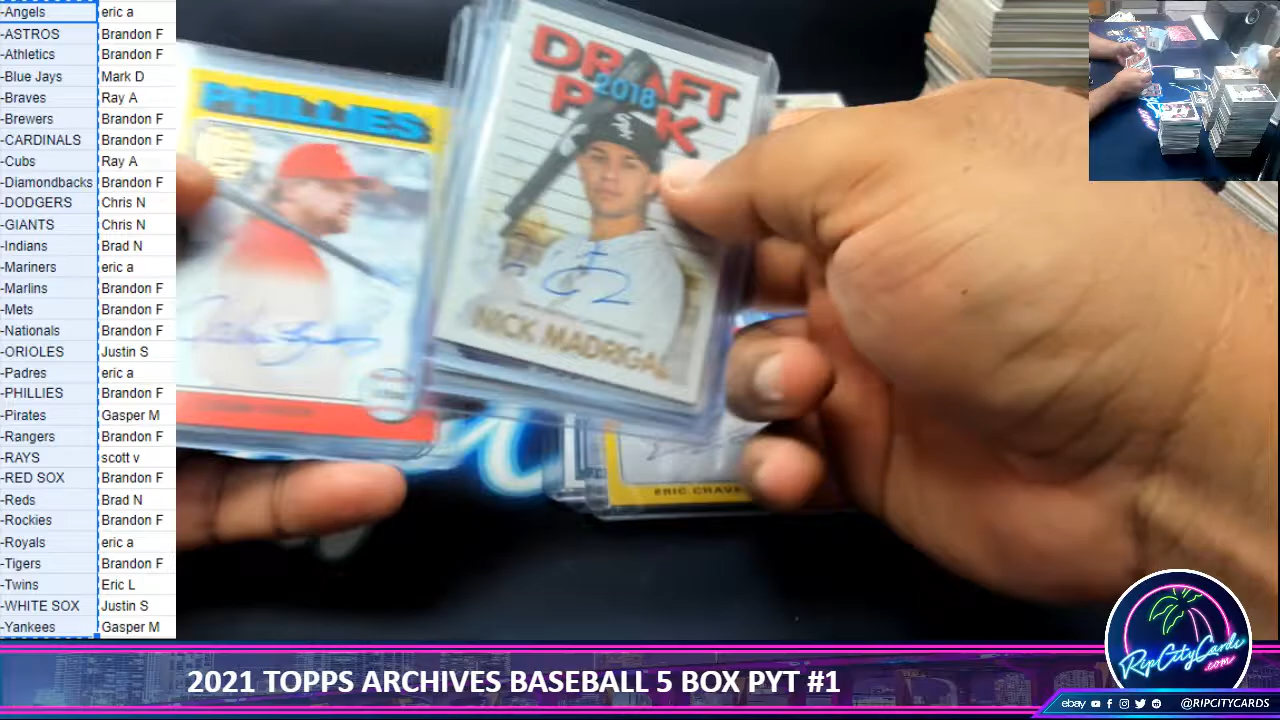 -Angels eric a
-ASTROS Brandon F
-Athletics Brandon F
-Blue Jays Mark D
-Braves Ray A
-Brewers Brandon F
-CARDINALS Brandon F
-Cubs Ray A
-Diamondbacks Brandon F
-DODGERS Chris N
-GIANTS Chris N
-Indians Brad N
-Mariners eric a
-Marlins Brandon F
-Mets Brandon F
-Nationals Brandon F
-ORIOLES Justin S
-Padres eric a
-PHILLIES Brandon F
-Pirates Gasper M
-Rangers Brandon F
-RAYS scott v
-RED SOX Brandon F
-Reds Brad N
-Rockies Brandon F
-Royals eric a
-Tigers Brandon F
-Twins Eric L
-WHITE SOX Justin S
-Yankees Gasper M
PHILLIES
DRAFT
2018
PICK
NICK MADRIGAL
ERIC CHAVE
RipCityCards
.com
2021 TOPPS ARCHIVES BASEBALL 5 BOX PYT #1
ebay @RIPCITYCARDS